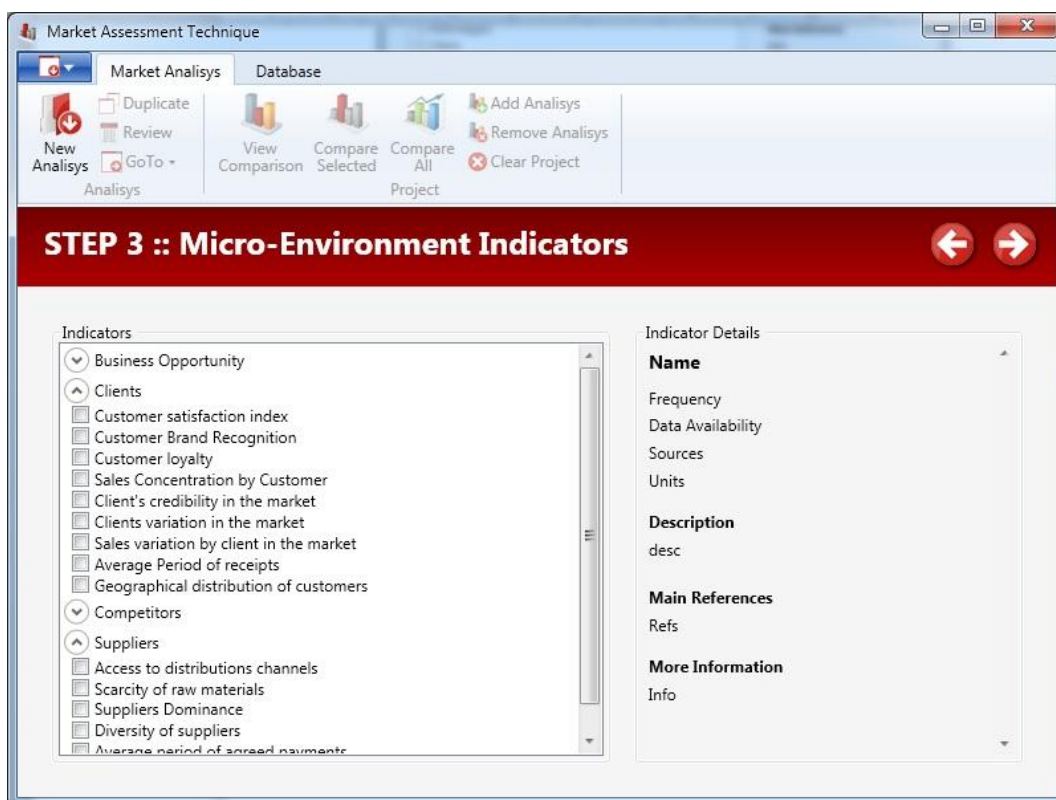 Market Assessment Technique
Market Analisys Database
New Analisys
Duplicate
Review
GoTo
Analisys
View Comparison
Compare Selected
Compare All
Add Analisys
Remove Analisys
Clear Project
Project
STEP 3 :: Micro-Environment Indicators
Indicators
Business Opportunity
Clients
Customer satisfaction index
Customer Brand Recognition
Customer loyalty
Sales Concentration by Customer
Client's credibility in the market
Clients variation in the market
Sales variation by client in the market
Average Period of receipts
Geographical distribution of customers
Competitors
Suppliers
Access to distributions channels
Scarcity of raw materials
Suppliers Dominance
Diversity of suppliers
Average period of agreed payments
Indicator Details
Name
Frequency
Data Availability
Sources
Units
Description
desc
Main References
Refs
More Information
Info